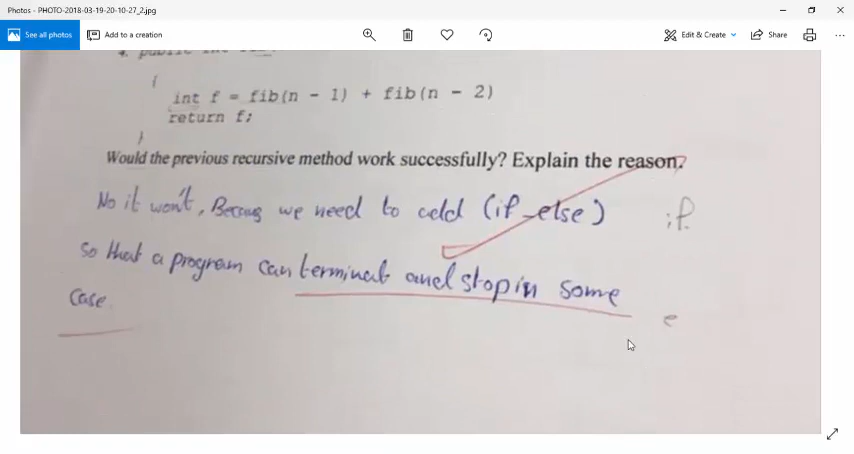 Photos - PHOTO-2018-03-19-20-10-27_2.jpg
See all photos
Add to a creation
Edit & Create
Share
{
int f = fib(n - 1) + fib(n - 2)
return f;
}
Would the previous recursive method work successfully? Explain the reason.
No it won't, Becaus we need to add (if_else)
if
so that a program can terminat and stop in some
case
e